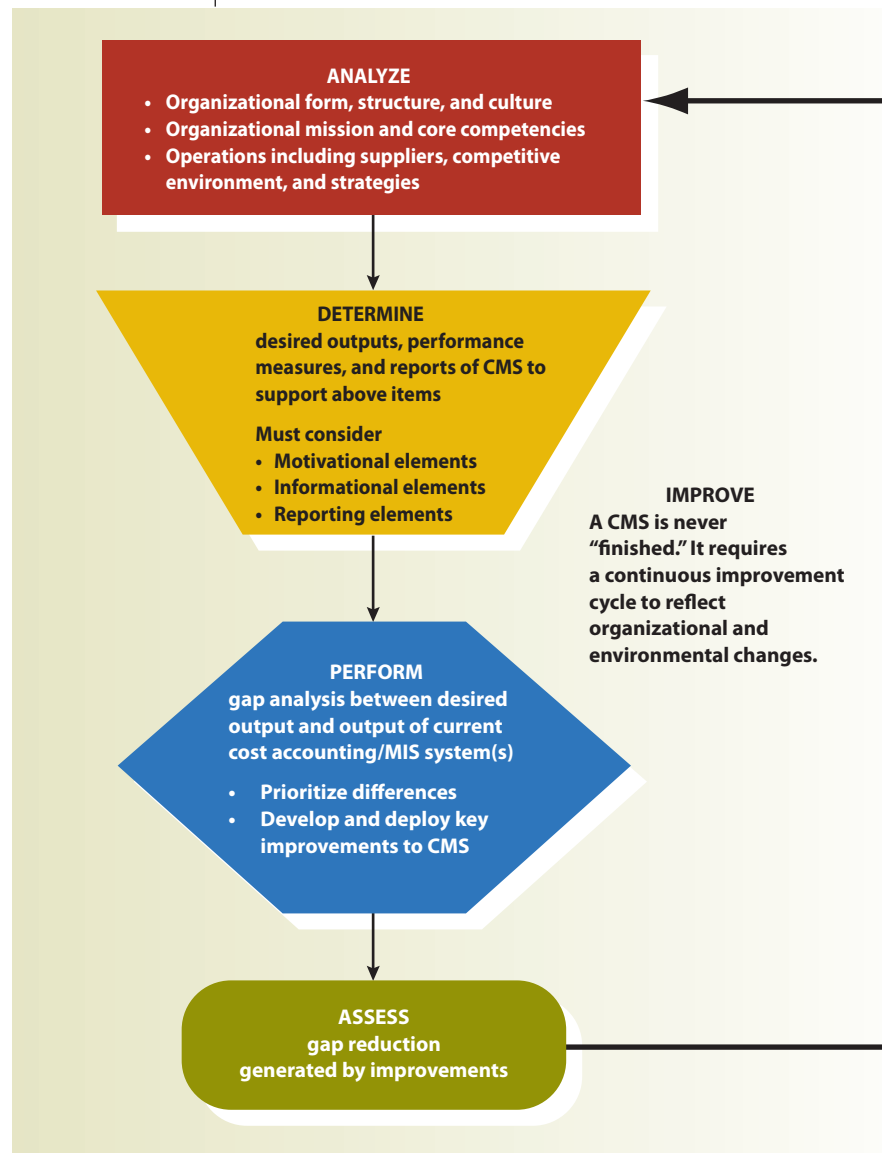 ANALYZE
• Organizational form, structure, and culture
• Organizational mission and core competencies
• Operations including suppliers, competitive
environment, and strategies
DETERMINE
desired outputs, performance
measures, and reports of CMS to
support above items
Must consider
• Motivational elements
• Informational elements
• Reporting elements
IMPROVE
A CMS is never
“finished.” It requires
a continuous improvement
cycle to reflect
organizational and
environmental changes.
PERFORM
gap analysis between desired
output and output of current
cost accounting/MIS system(s)
• Prioritize differences
• Develop and deploy key
improvements to CMS
ASSESS
gap reduction
generated by improvements